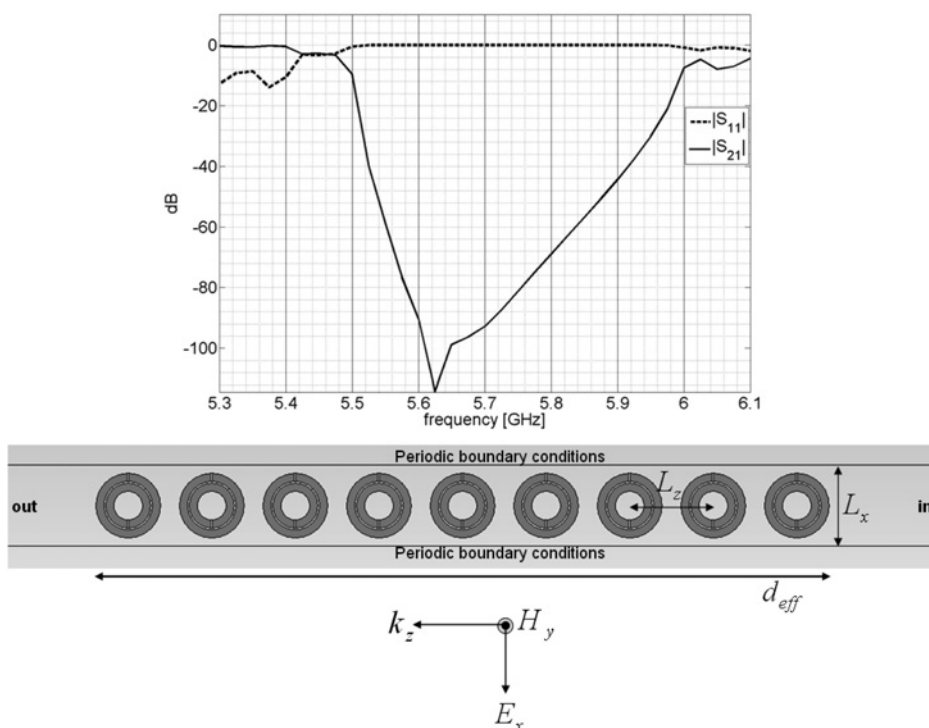 0
-20
-40
-60
-80
-100
dB
|S11|
|S21|
5.3 5.4 5.5 5.6 5.7 5.8 5.9 6 6.1
frequency [GHz]
Periodic boundary conditions
out
Lz
Lx
in
Periodic boundary conditions
deff
kz
Hy
Ex